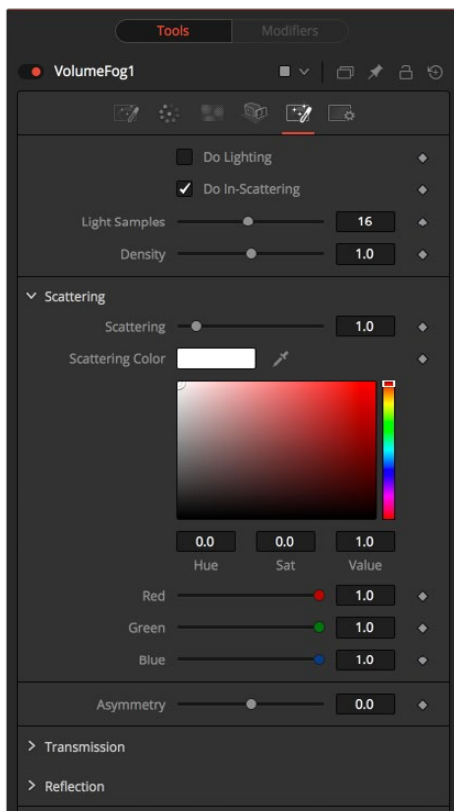 Tools Modifiers
VolumeFog1
Do Lighting
Do In-Scattering
Light Samples 16
Density 1.0
Scattering
Scattering 1.0
Scattering Color
0.0 0.0 1.0
Hue Sat Value
Red 1.0
Green 1.0
Blue 1.0
Asymmetry 0.0
Transmission
Reflection